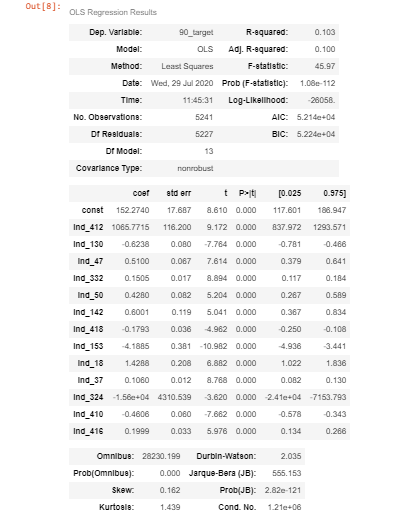 Out[8]: OLS Regression Results
Dep. Variable: 90_target R-squared: 0.103
Model: OLS Adj. R-squared: 0.100
Method: Least Squares F-statistic: 45.97
Date: Wed, 29 Jul 2020 Prob (F-statistic): 1.08e-112
Time: 11:45:31 Log-Likelihood: -26058.
No. Observations: 5241 AIC: 5.214e+04
Df Residuals: 5227 BIC: 5.224e+04
Df Model: 13
Covariance Type: nonrobust
coef std err t P>|t| [0.025 0.975]
const 152.2740 17.687 8.610 0.000 117.601 186.947
Ind_412 1065.7715 116.200 9.172 0.000 837.972 1293.571
Ind_130 -0.6238 0.080 -7.764 0.000 -0.781 -0.466
Ind_47 0.5100 0.067 7.614 0.000 0.379 0.641
Ind_332 0.1505 0.017 8.894 0.000 0.117 0.184
Ind_50 0.4280 0.082 5.204 0.000 0.267 0.589
Ind_142 0.6001 0.119 5.041 0.000 0.367 0.834
Ind_418 -0.1793 0.036 -4.962 0.000 -0.250 -0.108
Ind_153 -4.1885 0.381 -10.982 0.000 -4.936 -3.441
Ind_18 1.4288 0.208 6.882 0.000 1.022 1.836
Ind_37 0.1060 0.012 8.768 0.000 0.082 0.130
Ind_324 -1.56e+04 4310.539 -3.620 0.000 -2.41e+04 -7153.793
Ind_410 -0.4606 0.060 -7.662 0.000 -0.578 -0.343
Ind_416 0.1999 0.033 5.976 0.000 0.134 0.266
Omnibus: 28230.199 Durbin-Watson: 2.035
Prob(Omnibus): 0.000 Jarque-Bera (JB): 555.153
Skew: 0.162 Prob(JB): 2.82e-121
Kurtosis: 1.439 Cond. No. 1.21e+06